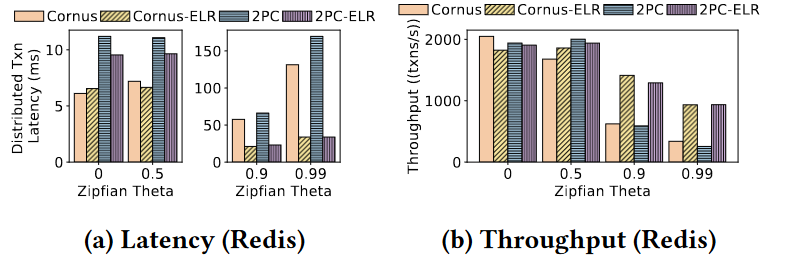 Cornus Cornus-ELR 2PC 2PC-ELR
Distributed Txn
Latency (ms)
10
5
0
0 0.5
Zipfian Theta
150
100
50
0
0.9 0.99
Zipfian Theta
(a) Latency (Redis)
Cornus Cornus-ELR 2PC 2PC-ELR
Throughput ((txns/s))
2000
1000
0
0 0.5 0.9 0.99
Zipfian Theta
(b) Throughput (Redis)